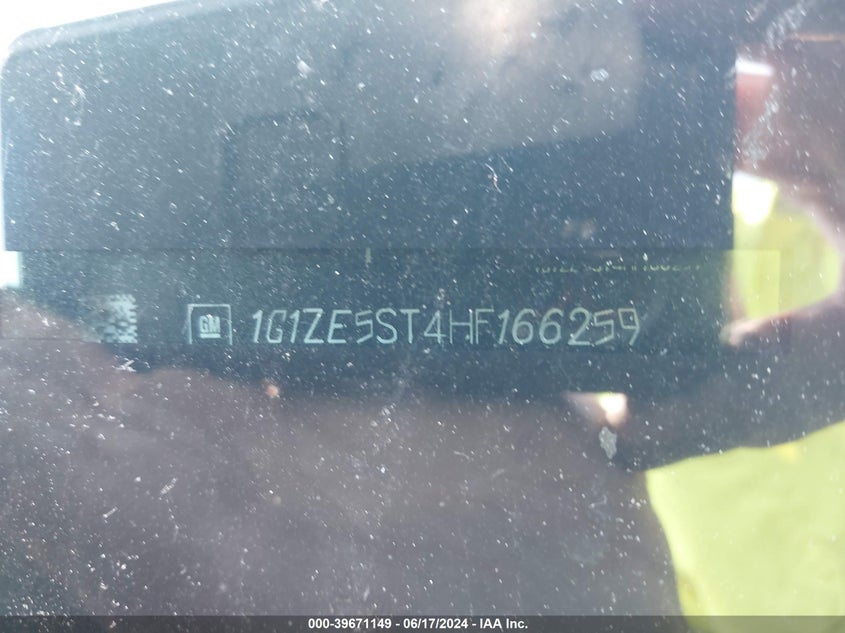 GM 1G1ZE5ST4HF166259
000-39671149 - 06/17/2024 - IAA Inc.